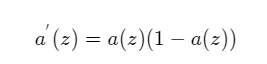 a'(z) = a(z)(1 − a(z))